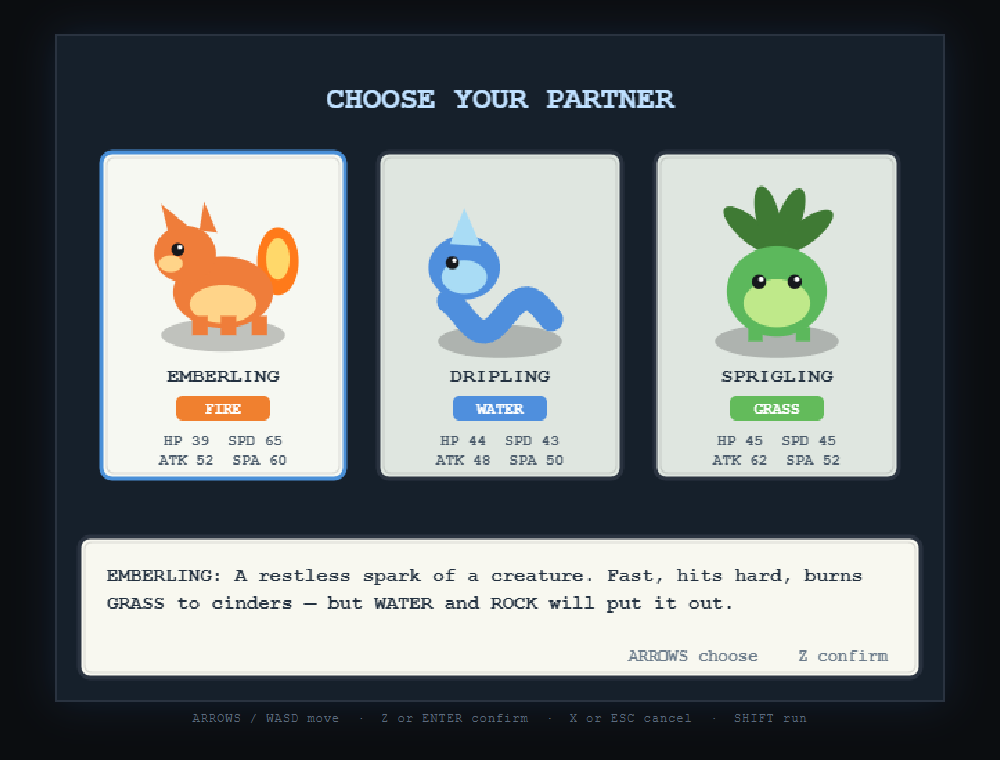 CHOOSE YOUR PARTNER
EMBERLING
FIRE
HP 39 SPD 65
ATK 52 SPA 60
DRIPLING
WATER
HP 44 SPD 43
ATK 48 SPA 50
SPRIGLING
GRASS
HP 45 SPD 45
ATK 62 SPA 52
EMBERLING: A restless spark of a creature. Fast, hits hard, burns
GRASS to cinders — but WATER and ROCK will put it out.
ARROWS choose Z confirm
ARROWS / WASD move · Z or ENTER confirm · X or ESC cancel · SHIFT run